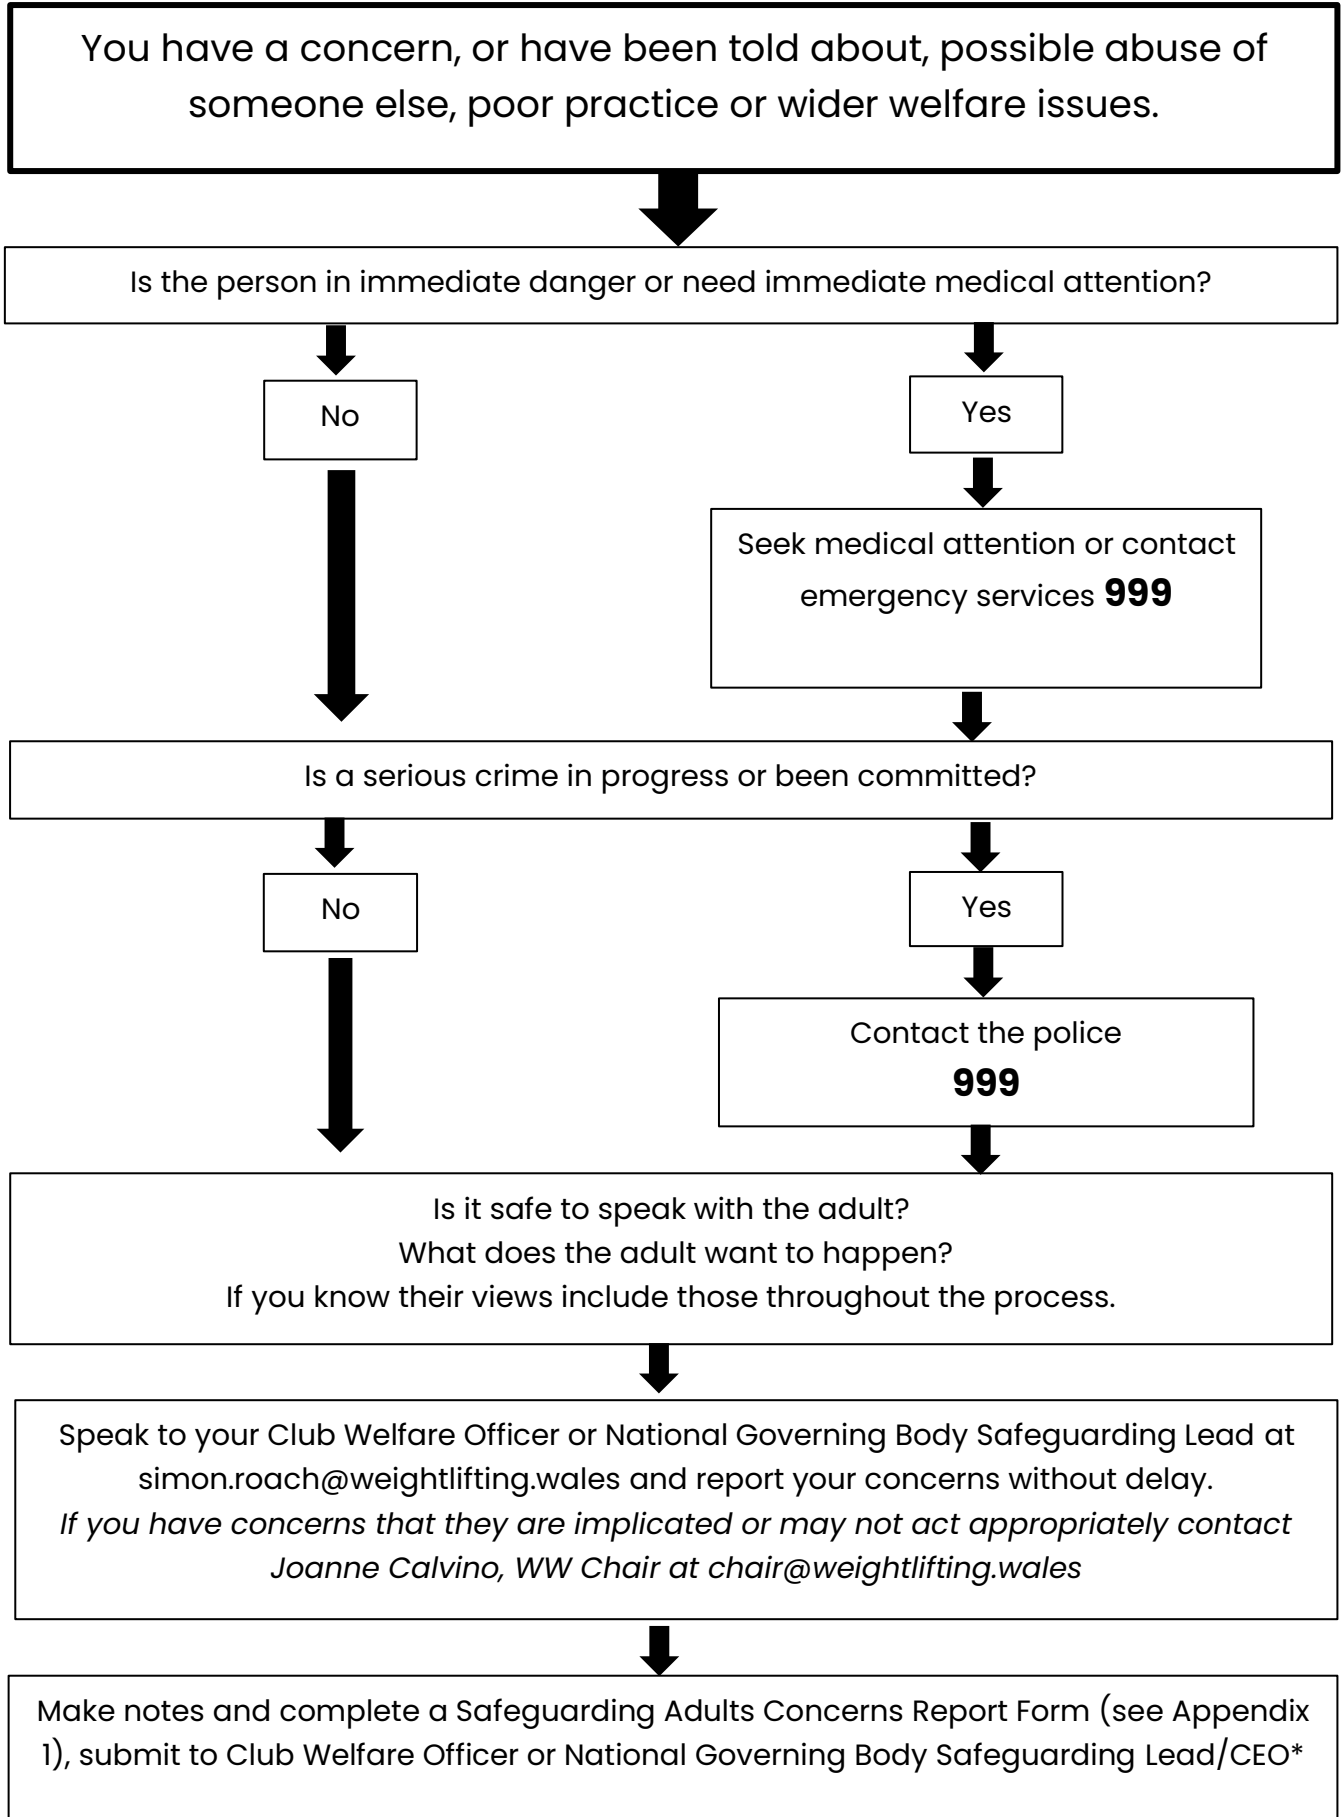 You have a concern, or have been told about, possible abuse of
someone else, poor practice or wider welfare issues.
Is the person in immediate danger or need immediate medical attention?
No
Yes
Seek medical attention or contact
emergency services 999
Is a serious crime in progress or been committed?
No
Yes
Contact the police
999
Is it safe to speak with the adult?
What does the adult want to happen?
If you know their views include those throughout the process.
Speak to your Club Welfare Officer or National Governing Body Safeguarding Lead at
simon.roach@weightlifting.wales and report your concerns without delay.
If you have concerns that they are implicated or may not act appropriately contact
Joanne Calvino, WW Chair at chair@weightlifting.wales
Make notes and complete a Safeguarding Adults Concerns Report Form (see Appendix
1), submit to Club Welfare Officer or National Governing Body Safeguarding Lead/CEO*